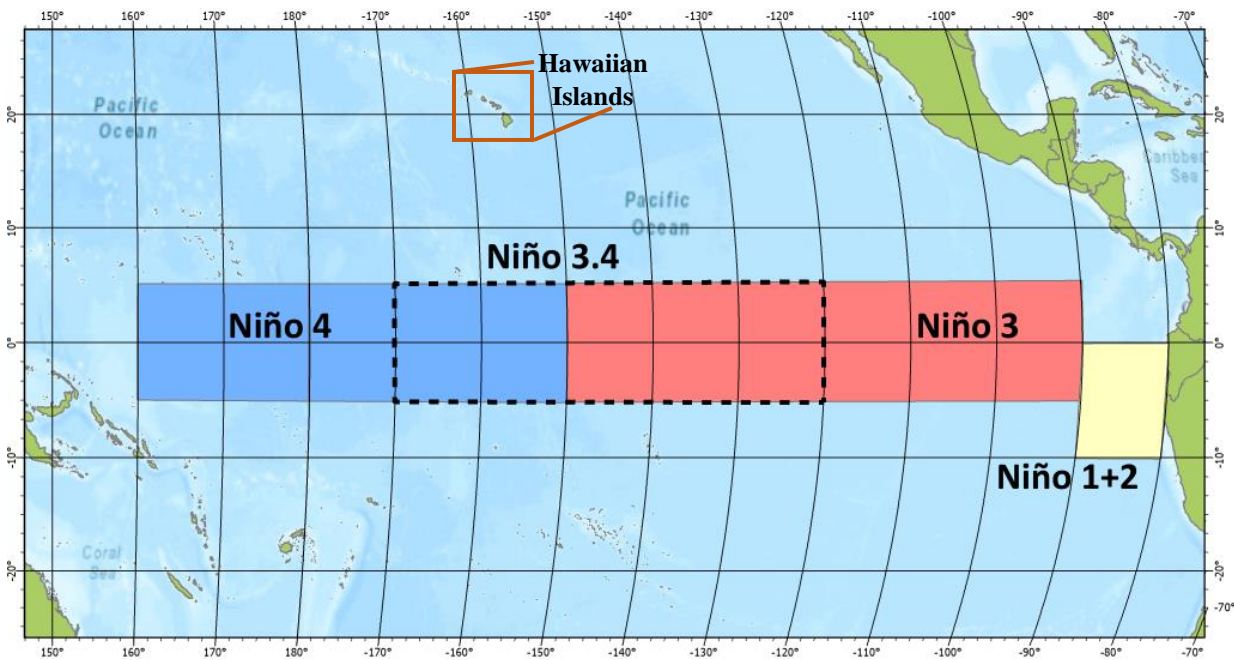 150° 160° 170° 180° -170° -160° -150° -140° -130° -120° -110° -100° -90° -80° -70°
Hawaiian
Islands
Pacific
Ocean
20° 20°
Caribbean
Sea
Pacific
Ocean
10° 10°
Niño 3.4
Niño 4
Niño 3
0° 0°
-10° -10°
Niño 1+2
Coral
Sea
-20° -20°
-70°
150° 160° 170° 180° -170° -160° -150° -140° -130° -120° -110° -100° -90° -80° -70°